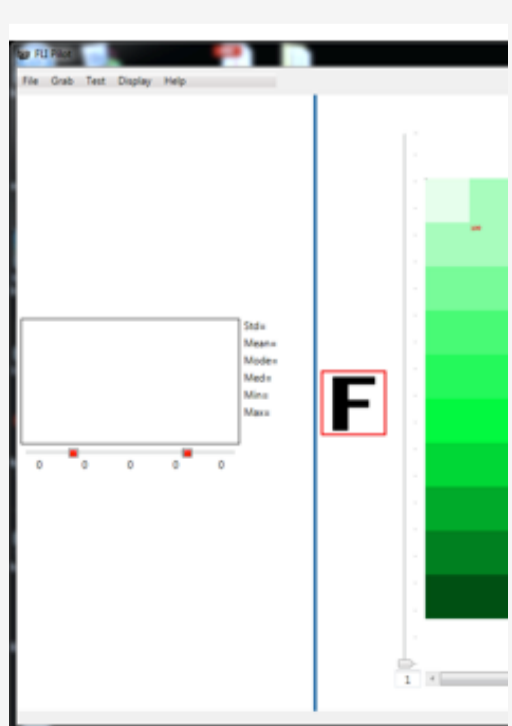 FLI Pilot
File Grab Test Display Help
Std=
Mean=
Mode=
Med=
Min=
Max=
F
0 0 0 0 0
1